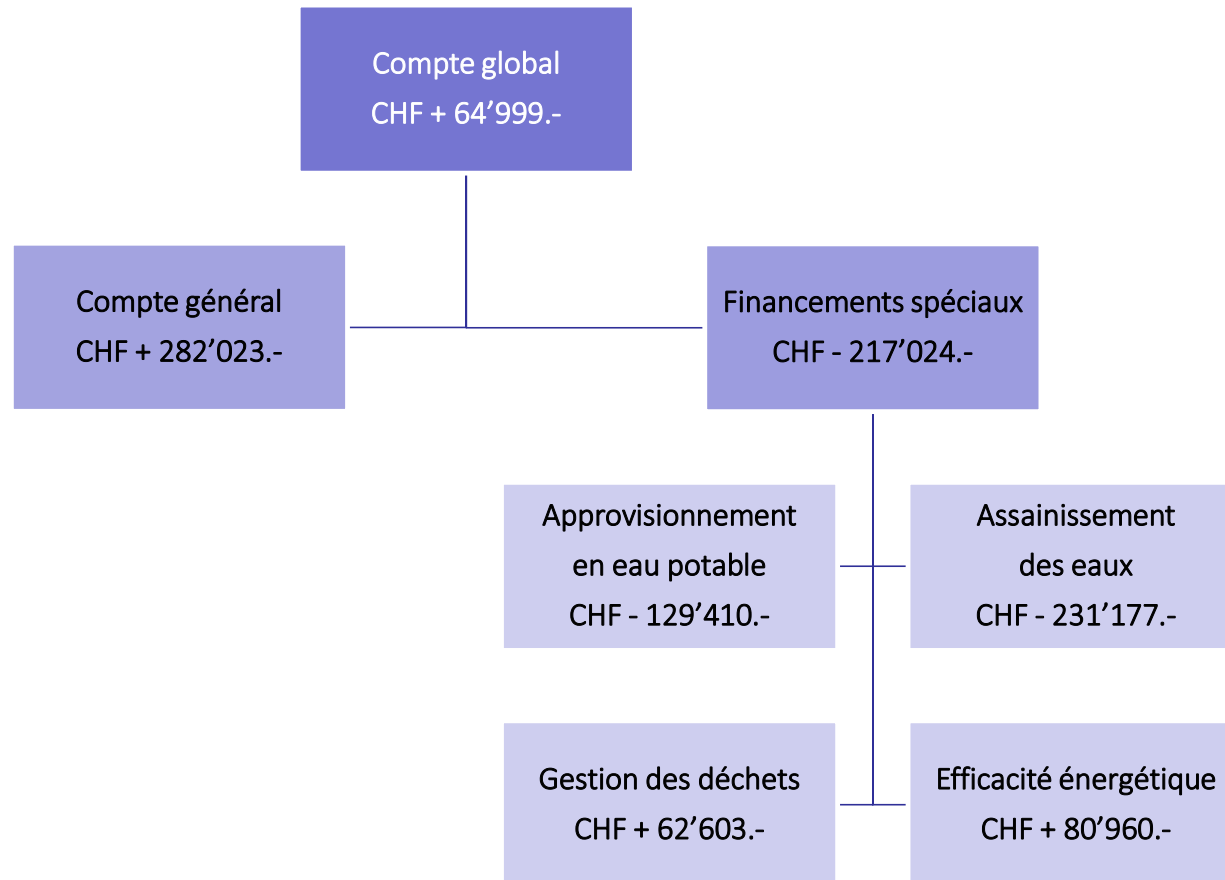 Compte global
CHF + 64’999.-
Compte général
CHF + 282’023.-
Financements spéciaux
CHF - 217’024.-
Approvisionnement
en eau potable
CHF - 129’410.-
Assainissement
des eaux
CHF - 231’177.-
Gestion des déchets
CHF + 62’603.-
Efficacité énergétique
CHF + 80’960.-